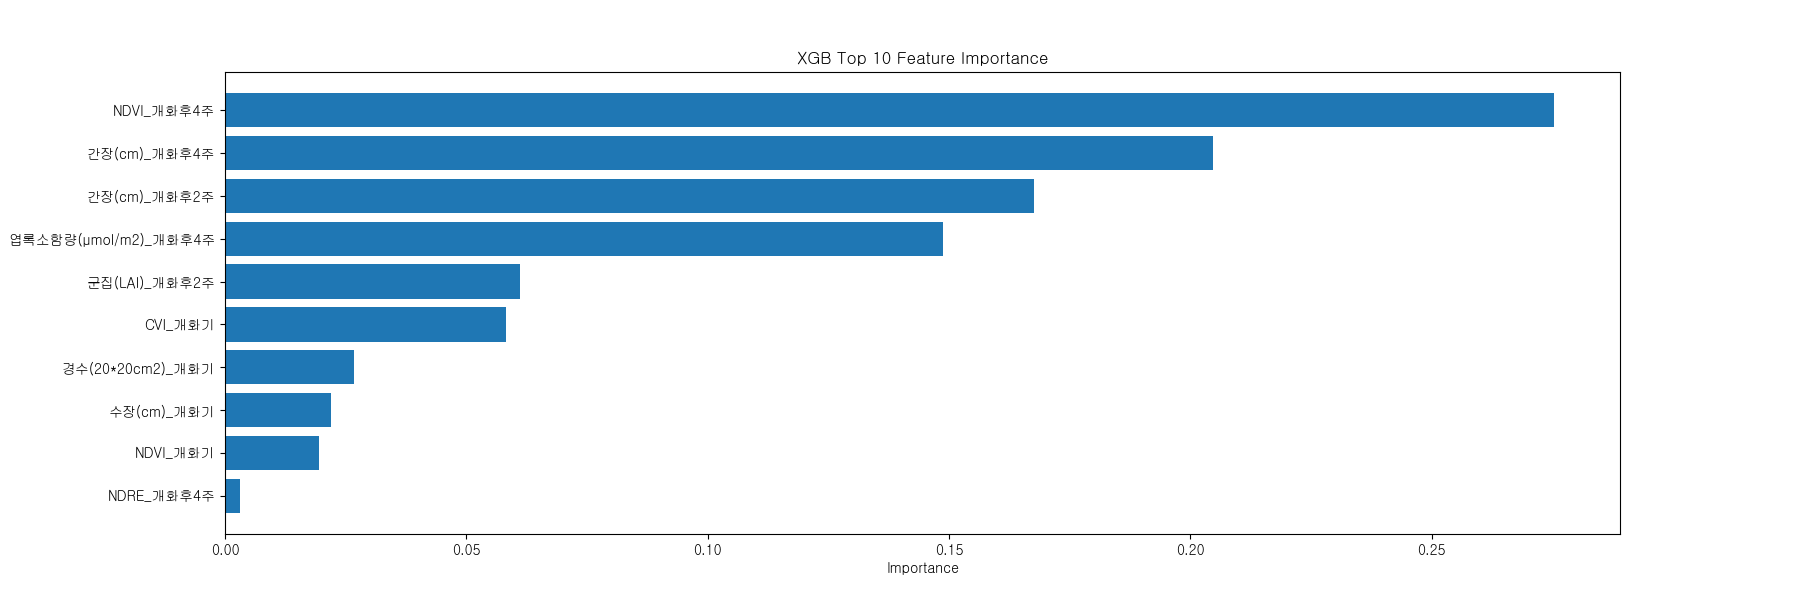 XGB Top 10 Feature Importance
NDVI_개화후4주
간장(cm)_개화후4주
간장(cm)_개화후2주
엽록소함량(μmol/m2)_개화후4주
군집(LAI)_개화후2주
CVI_개화기
경수(20*20cm2)_개화기
수장(cm)_개화기
NDVI_개화기
NDRE_개화후4주
0.00 0.05 0.10 0.15 0.20 0.25
Importance